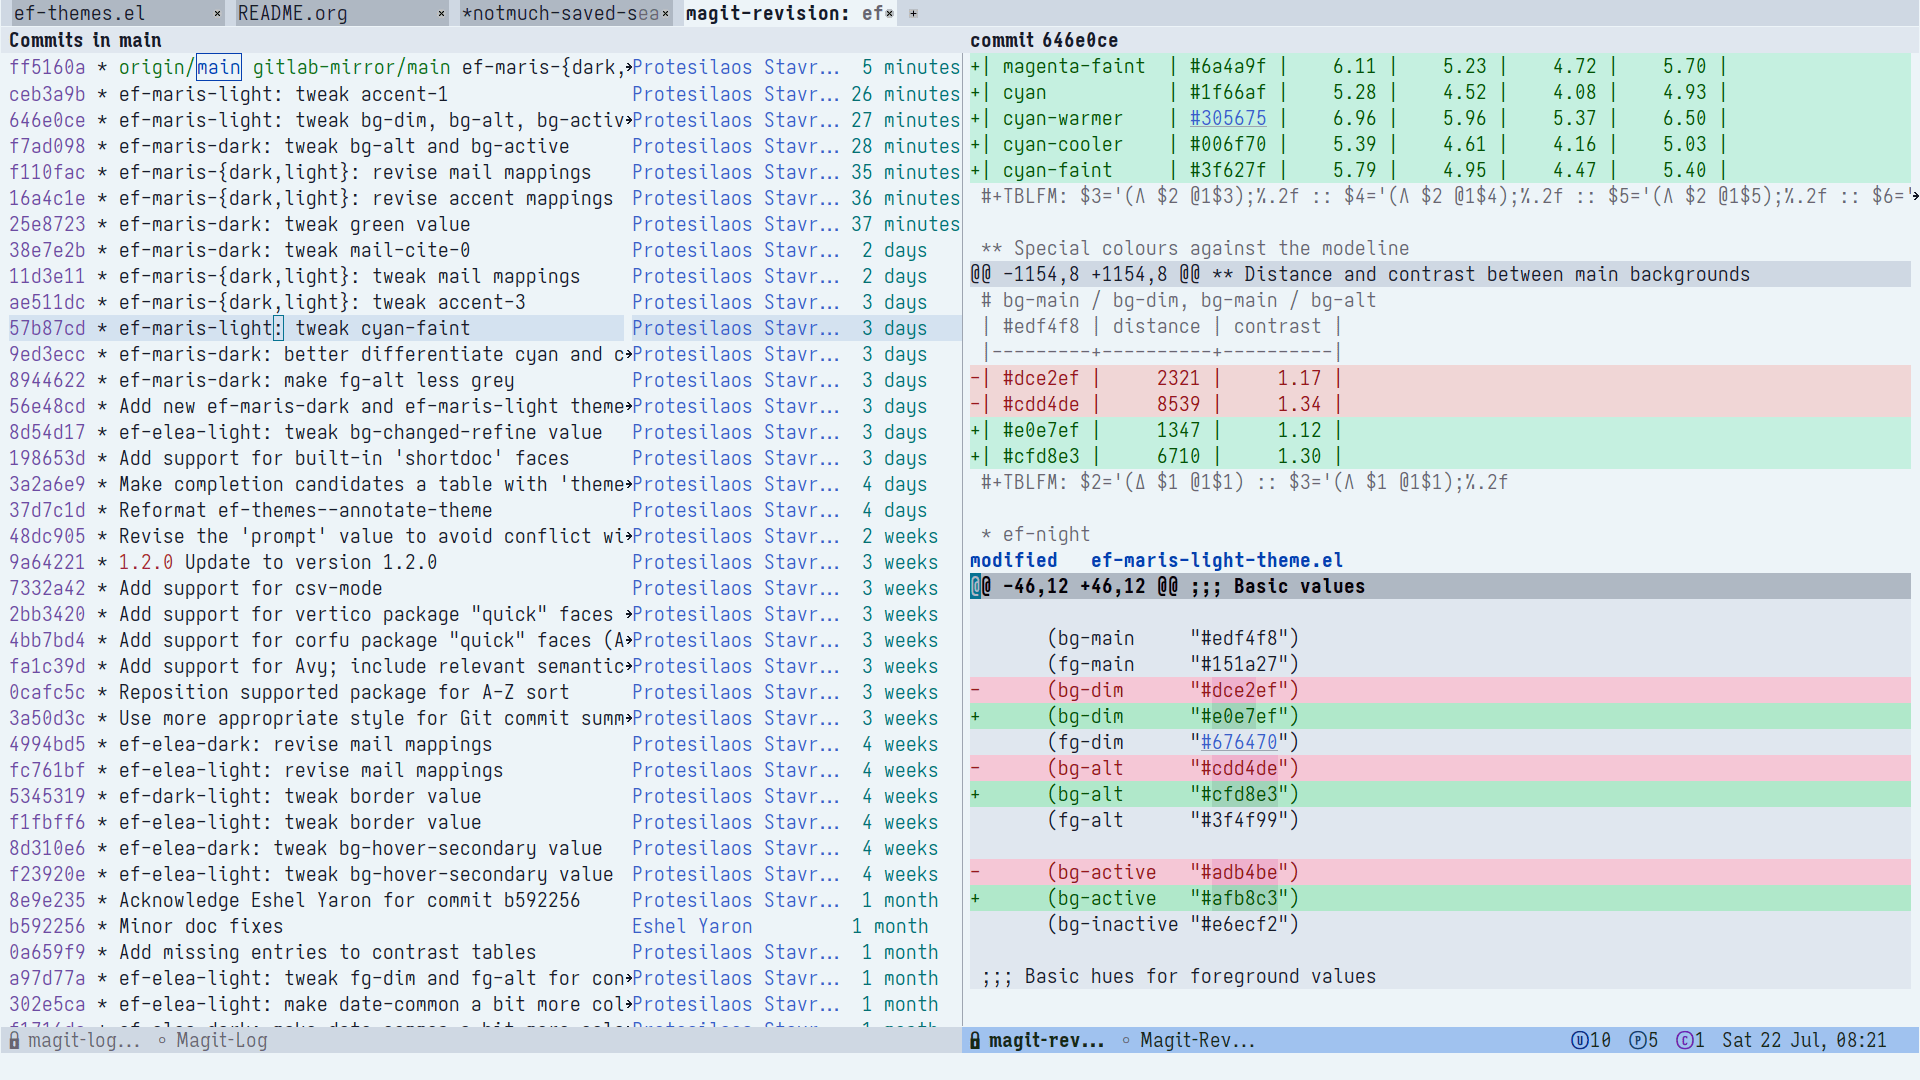 ef-themes.el × README.org × *notmuch-saved-sea× magit-revision: ef× +
Commits in main
ff5160a * origin/main gitlab-mirror/main ef-maris-{dark,→Protesilaos Stavr... 5 minutes
ceb3a9b * ef-maris-light: tweak accent-1 Protesilaos Stavr... 26 minutes
646e0ce * ef-maris-light: tweak bg-dim, bg-alt, bg-activ→Protesilaos Stavr... 27 minutes
f7ad098 * ef-maris-dark: tweak bg-alt and bg-active Protesilaos Stavr... 28 minutes
f110fac * ef-maris-{dark,light}: revise mail mappings Protesilaos Stavr... 35 minutes
16a4c1e * ef-maris-{dark,light}: revise accent mappings Protesilaos Stavr... 36 minutes
25e8723 * ef-maris-dark: tweak green value Protesilaos Stavr... 37 minutes
38e7e2b * ef-maris-dark: tweak mail-cite-0 Protesilaos Stavr... 2 days
11d3e11 * ef-maris-{dark,light}: tweak mail mappings Protesilaos Stavr... 2 days
ae511dc * ef-maris-{dark,light}: tweak accent-3 Protesilaos Stavr... 3 days
57b87cd * ef-maris-light: tweak cyan-faint Protesilaos Stavr... 3 days
9ed3ecc * ef-maris-dark: better differentiate cyan and c→Protesilaos Stavr... 3 days
8944622 * ef-maris-dark: make fg-alt less grey Protesilaos Stavr... 3 days
56e48cd * Add new ef-maris-dark and ef-maris-light theme→Protesilaos Stavr... 3 days
8d54d17 * ef-elea-light: tweak bg-changed-refine value Protesilaos Stavr... 3 days
198653d * Add support for built-in 'shortdoc' faces Protesilaos Stavr... 3 days
3a2a6e9 * Make completion candidates a table with 'theme→Protesilaos Stavr... 4 days
37d7c1d * Reformat ef-themes--annotate-theme Protesilaos Stavr... 4 days
48dc905 * Revise the 'prompt' value to avoid conflict wi→Protesilaos Stavr... 2 weeks
9a64221 * 1.2.0 Update to version 1.2.0 Protesilaos Stavr... 3 weeks
7332a42 * Add support for csv-mode Protesilaos Stavr... 3 weeks
2bb3420 * Add support for vertico package "quick" faces →Protesilaos Stavr... 3 weeks
4bb7bd4 * Add support for corfu package "quick" faces (A→Protesilaos Stavr... 3 weeks
fa1c39d * Add support for Avy; include relevant semantic→Protesilaos Stavr... 3 weeks
0cafc5c * Reposition supported package for A-Z sort Protesilaos Stavr... 3 weeks
3a50d3c * Use more appropriate style for Git commit summ→Protesilaos Stavr... 3 weeks
4994bd5 * ef-elea-dark: revise mail mappings Protesilaos Stavr... 4 weeks
fc761bf * ef-elea-light: revise mail mappings Protesilaos Stavr... 4 weeks
5345319 * ef-dark-light: tweak border value Protesilaos Stavr... 4 weeks
f1fbff6 * ef-elea-light: tweak border value Protesilaos Stavr... 4 weeks
8d310e6 * ef-elea-dark: tweak bg-hover-secondary value Protesilaos Stavr... 4 weeks
f23920e * ef-elea-light: tweak bg-hover-secondary value Protesilaos Stavr... 4 weeks
8e9e235 * Acknowledge Eshel Yaron for commit b592256 Protesilaos Stavr... 1 month
b592256 * Minor doc fixes Eshel Yaron 1 month
0a659f9 * Add missing entries to contrast tables Protesilaos Stavr... 1 month
a97d77a * ef-elea-light: tweak fg-dim and fg-alt for con→Protesilaos Stavr... 1 month
302e5ca * ef-elea-light: make date-common a bit more col→Protesilaos Stavr... 1 month
magit-log... ◦ Magit-Log
commit 646e0ce
+| magenta-faint | #6a4a9f | 6.11 | 5.23 | 4.72 | 5.70 |
+| cyan | #1f66af | 5.28 | 4.52 | 4.08 | 4.93 |
+| cyan-warmer | #305675 | 6.96 | 5.96 | 5.37 | 6.50 |
+| cyan-cooler | #006f70 | 5.39 | 4.61 | 4.16 | 5.03 |
+| cyan-faint | #3f627f | 5.79 | 4.95 | 4.47 | 5.40 |
#+TBLFM: $3='(Λ $2 @1$3);%.2f :: $4='(Λ $2 @1$4);%.2f :: $5='(Λ $2 @1$5);%.2f :: $6='→
** Special colours against the modeline
@@ -1154,8 +1154,8 @@ ** Distance and contrast between main backgrounds
# bg-main / bg-dim, bg-main / bg-alt
| #edf4f8 | distance | contrast |
|---------+----------+----------|
-| #dce2ef | 2321 | 1.17 |
-| #cdd4de | 8539 | 1.34 |
+| #e0e7ef | 1347 | 1.12 |
+| #cfd8e3 | 6710 | 1.30 |
#+TBLFM: $2='(Δ $1 @1$1) :: $3='(Λ $1 @1$1);%.2f
* ef-night
modified ef-maris-light-theme.el
@@ -46,12 +46,12 @@ ;;; Basic values
(bg-main "#edf4f8")
(fg-main "#151a27")
- (bg-dim "#dce2ef")
+ (bg-dim "#e0e7ef")
(fg-dim "#676470")
- (bg-alt "#cdd4de")
+ (bg-alt "#cfd8e3")
(fg-alt "#3f4f99")
- (bg-active "#adb4be")
+ (bg-active "#afb8c3")
(bg-inactive "#e6ecf2")
;;; Basic hues for foreground values
magit-rev... ◦ Magit-Rev... Ⓤ10 Ⓟ5 Ⓒ1 Sat 22 Jul, 08:21